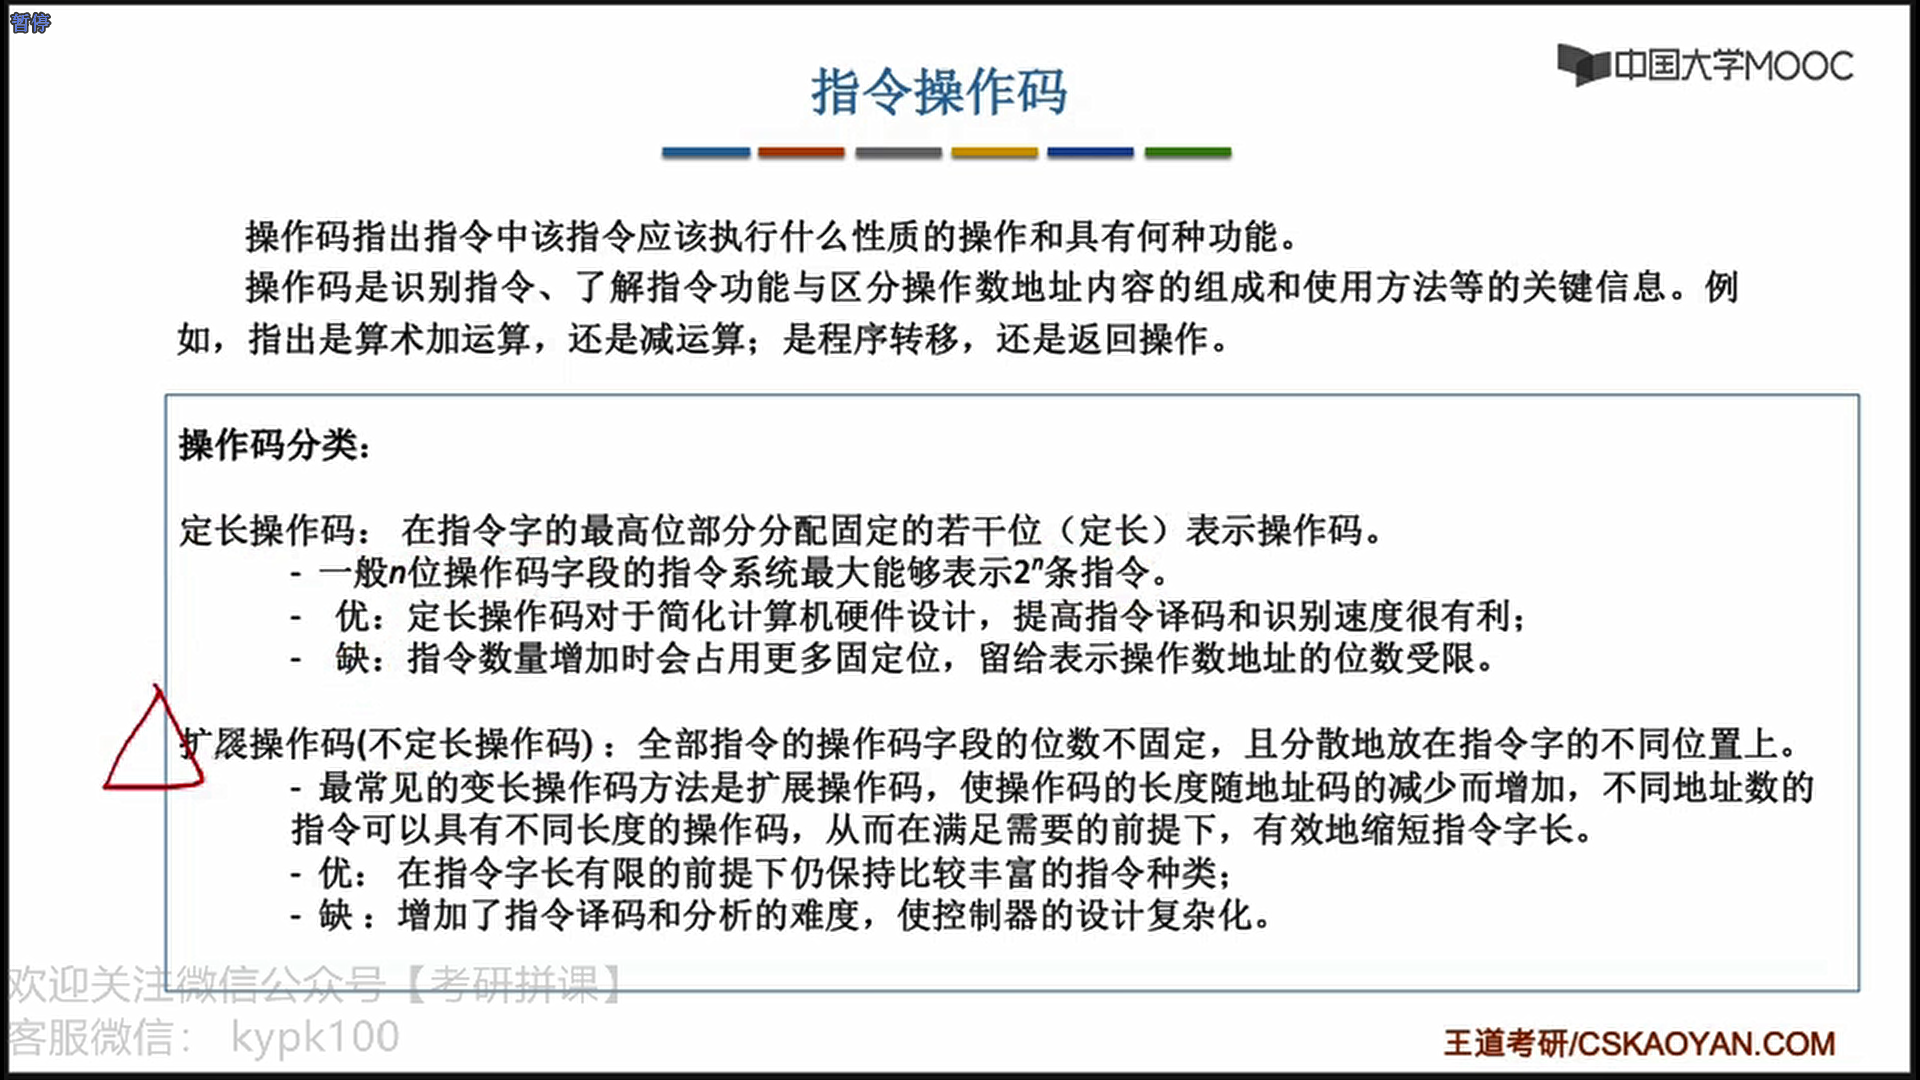 暂停
中国大学MOOC
指令操作码
操作码指出指令中该指令应该执行什么性质的操作和具有何种功能。
操作码是识别指令、了解指令功能与区分操作数地址内容的组成和使用方法等的关键信息。例
如，指出是算术加运算，还是减运算；是程序转移，还是返回操作。
操作码分类：
定长操作码： 在指令字的最高位部分分配固定的若干位（定长）表示操作码。
- 一般n位操作码字段的指令系统最大能够表示2ⁿ条指令。
- 优：定长操作码对于简化计算机硬件设计，提高指令译码和识别速度很有利；
- 缺：指令数量增加时会占用更多固定位，留给表示操作数地址的位数受限。
扩展操作码(不定长操作码)：全部指令的操作码字段的位数不固定，且分散地放在指令字的不同位置上。
- 最常见的变长操作码方法是扩展操作码，使操作码的长度随地址码的减少而增加，不同地址数的
指令可以具有不同长度的操作码，从而在满足需要的前提下，有效地缩短指令字长。
- 优： 在指令字长有限的前提下仍保持比较丰富的指令种类；
- 缺 ：增加了指令译码和分析的难度，使控制器的设计复杂化。
欢迎关注微信公众号【考研拼课】
客服微信： kypk100
王道考研/CSKAOYAN.COM